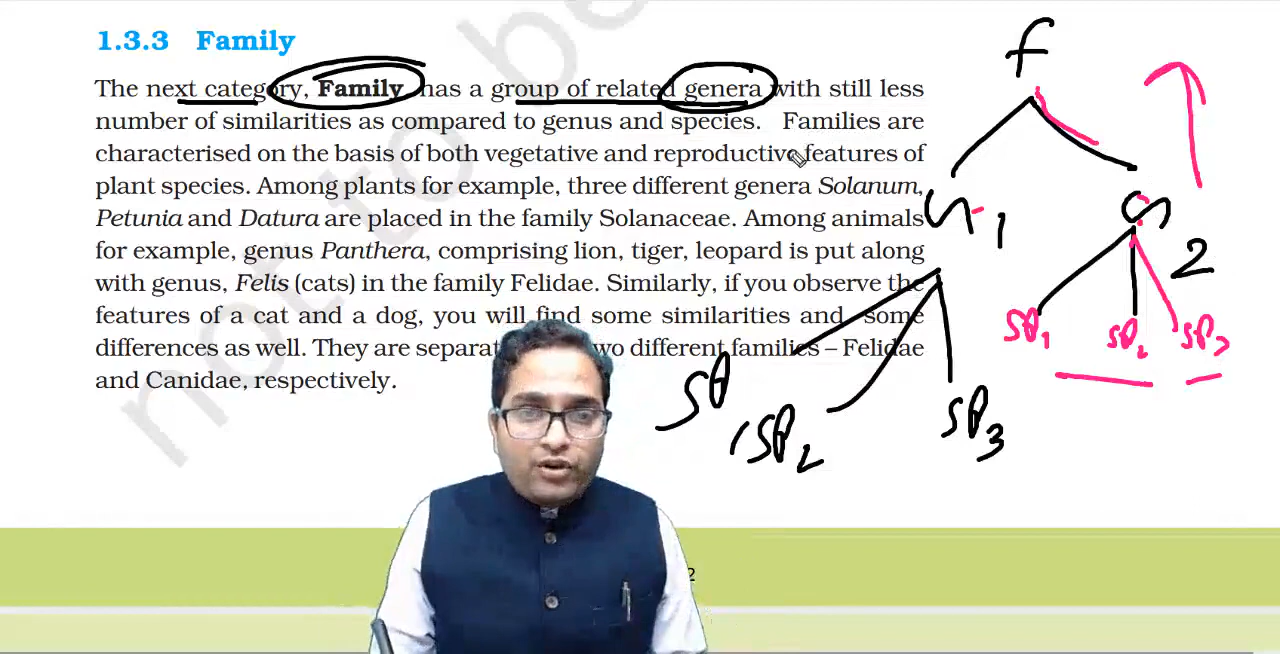 1.3.3 Family
The next category, Family, has a group of related genera with still less
number of similarities as compared to genus and species. Families are
characterised on the basis of both vegetative and reproductive features of
plant species. Among plants for example, three different genera Solanum,
Petunia and Datura are placed in the family Solanaceae. Among animals
for example, genus Panthera, comprising lion, tiger, leopard is put along
with genus, Felis (cats) in the family Felidae. Similarly, if you observe the
features of a cat and a dog, you will find some similarities and some
differences as well. They are separat wo different families – Felidae
and Canidae, respectively.
not to be
f
G 1
G 2
SP1 SP2 SP3
SP1 SP2 SP3
2